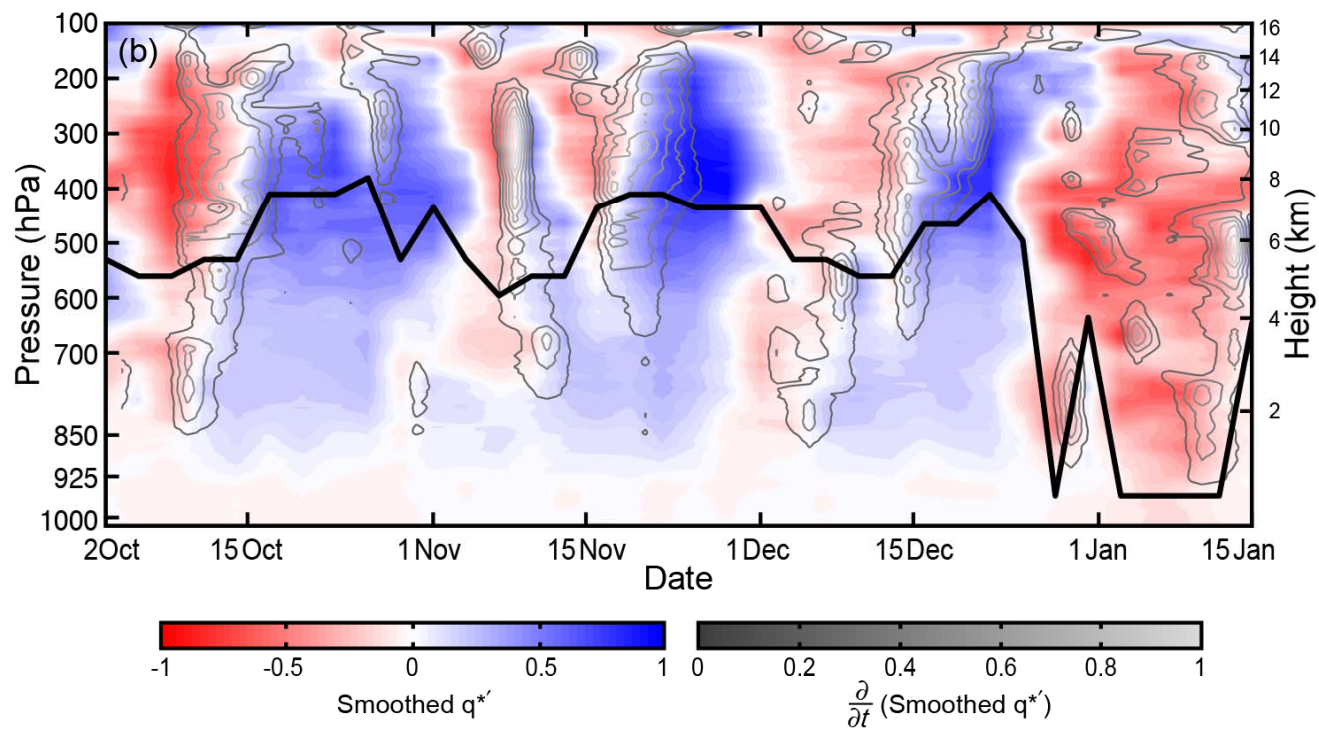 (b)
Pressure (hPa)
100
200
300
400
500
600
700
850
925
1000
16
14
12
10
8
6
4
2
Height (km)
2Oct 15Oct 1Nov 15Nov 1Dec 15Dec 1Jan 15Jan
Date
-1 -0.5 0 0.5 1
Smoothed q*′
0 0.2 0.4 0.6 0.8 1
∂/∂t (Smoothed q*′)